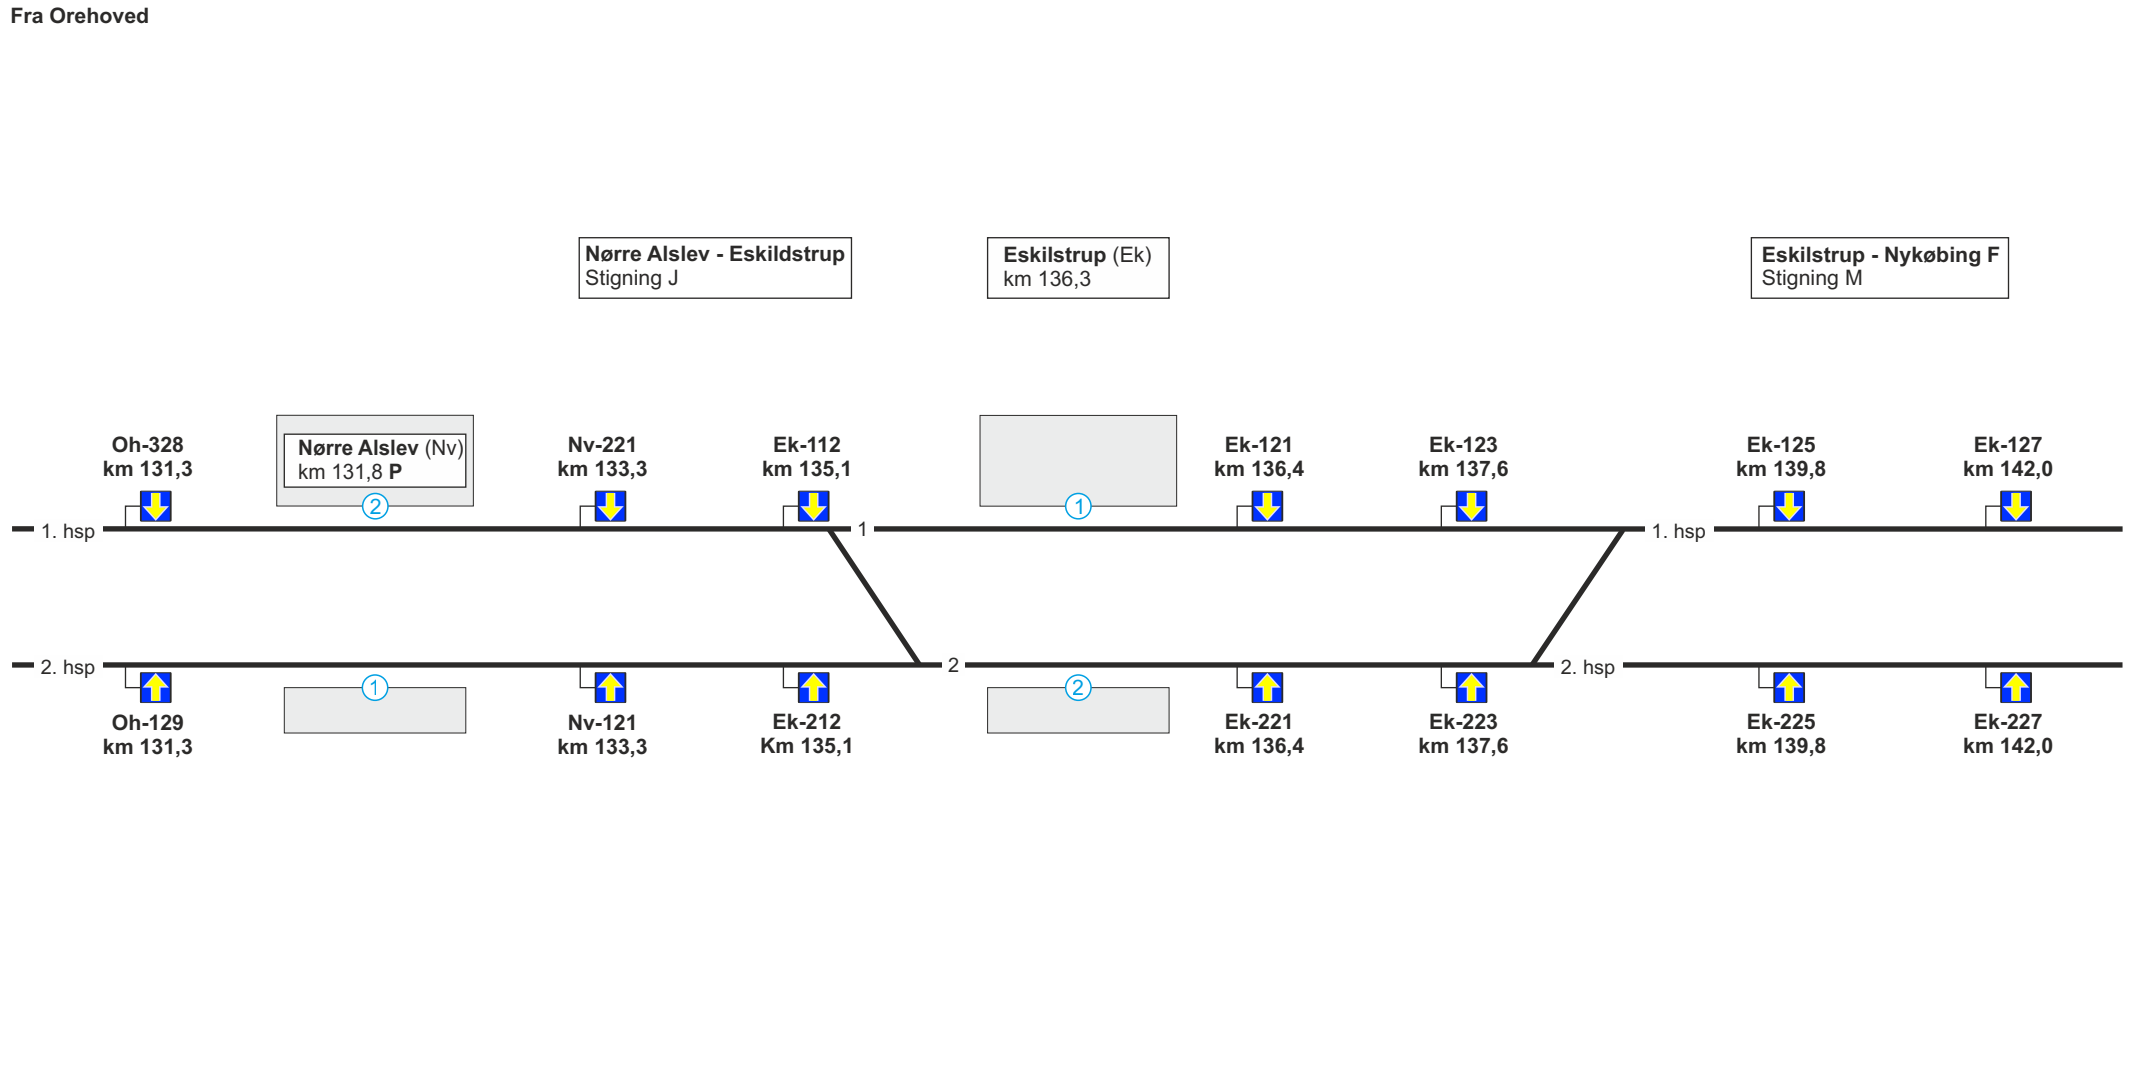 Fra Orehoved
Nørre Alslev - Eskildstrup
Stigning J
Eskilstrup (Ek)
km 136,3
Eskilstrup - Nykøbing F
Stigning M
Oh-328
km 131,3
Nørre Alslev (Nv)
km 131,8 P
2
Nv-221
km 133,3
Ek-112
km 135,1
1
Ek-121
km 136,4
Ek-123
km 137,6
Ek-125
km 139,8
Ek-127
km 142,0
1. hsp
1
1. hsp
2. hsp
2
2. hsp
Oh-129
km 131,3
1
Nv-121
km 133,3
Ek-212
Km 135,1
2
Ek-221
km 136,4
Ek-223
km 137,6
Ek-225
km 139,8
Ek-227
km 142,0